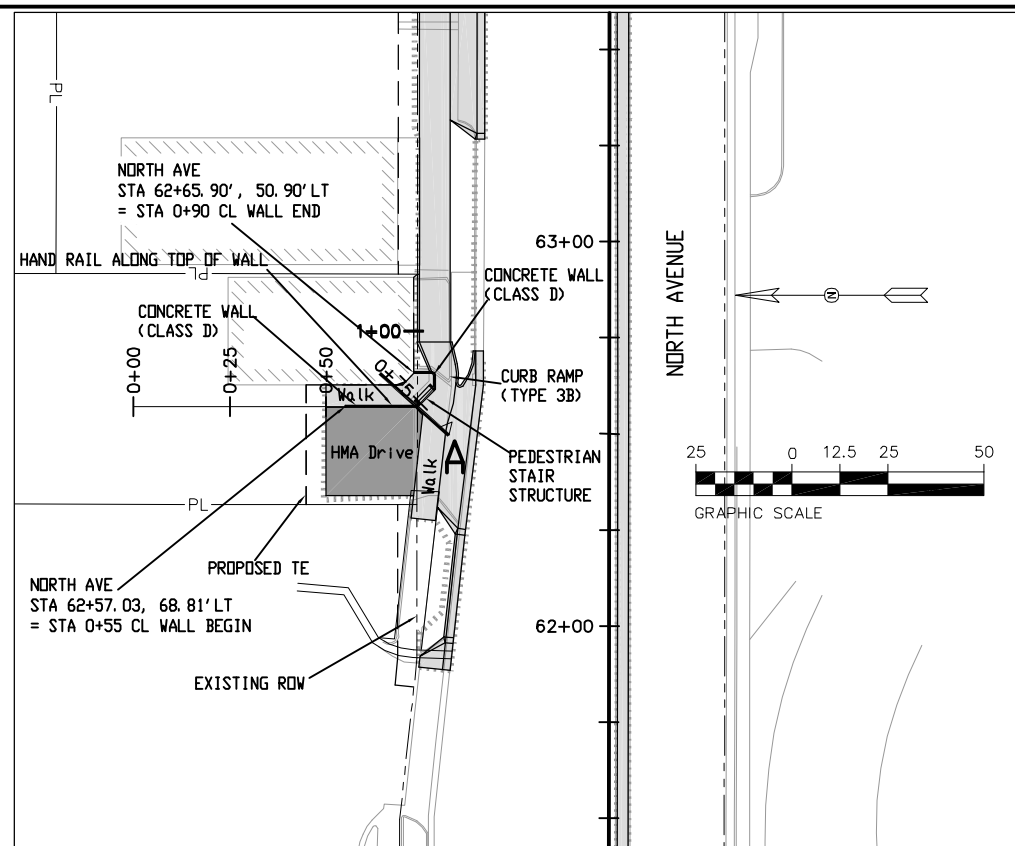 PL
NORTH AVE
STA 62+65.90', 50.90' LT
= STA 0+90 CL WALL END
HAND RAIL ALONG TOP OF WALL
PL
CONCRETE WALL
(CLASS D)
63+00
NORTH AVENUE
N
CONCRETE WALL
(CLASS D)
1+00
0+00
0+25
0+50
0+75
Walk
CURB RAMP
(TYPE 3B)
HMA Drive
Walk
A
PEDESTRIAN
STAIR
STRUCTURE
25 0 12.5 25 50
GRAPHIC SCALE
PL
PROPOSED TE
NORTH AVE
STA 62+57.03, 68.81' LT
= STA 0+55 CL WALL BEGIN
62+00
EXISTING ROW